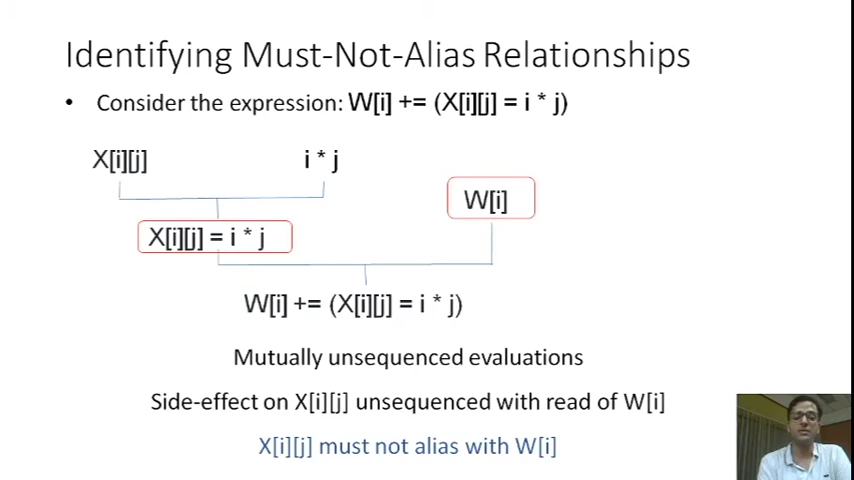 Identifying Must-Not-Alias Relationships
• Consider the expression: W[i] += (X[i][j] = i * j)
X[i][j] i * j
W[i]
X[i][j] = i * j
W[i] += (X[i][j] = i * j)
Mutually unsequenced evaluations
Side-effect on X[i][j] unsequenced with read of W[i]
X[i][j] must not alias with W[i]